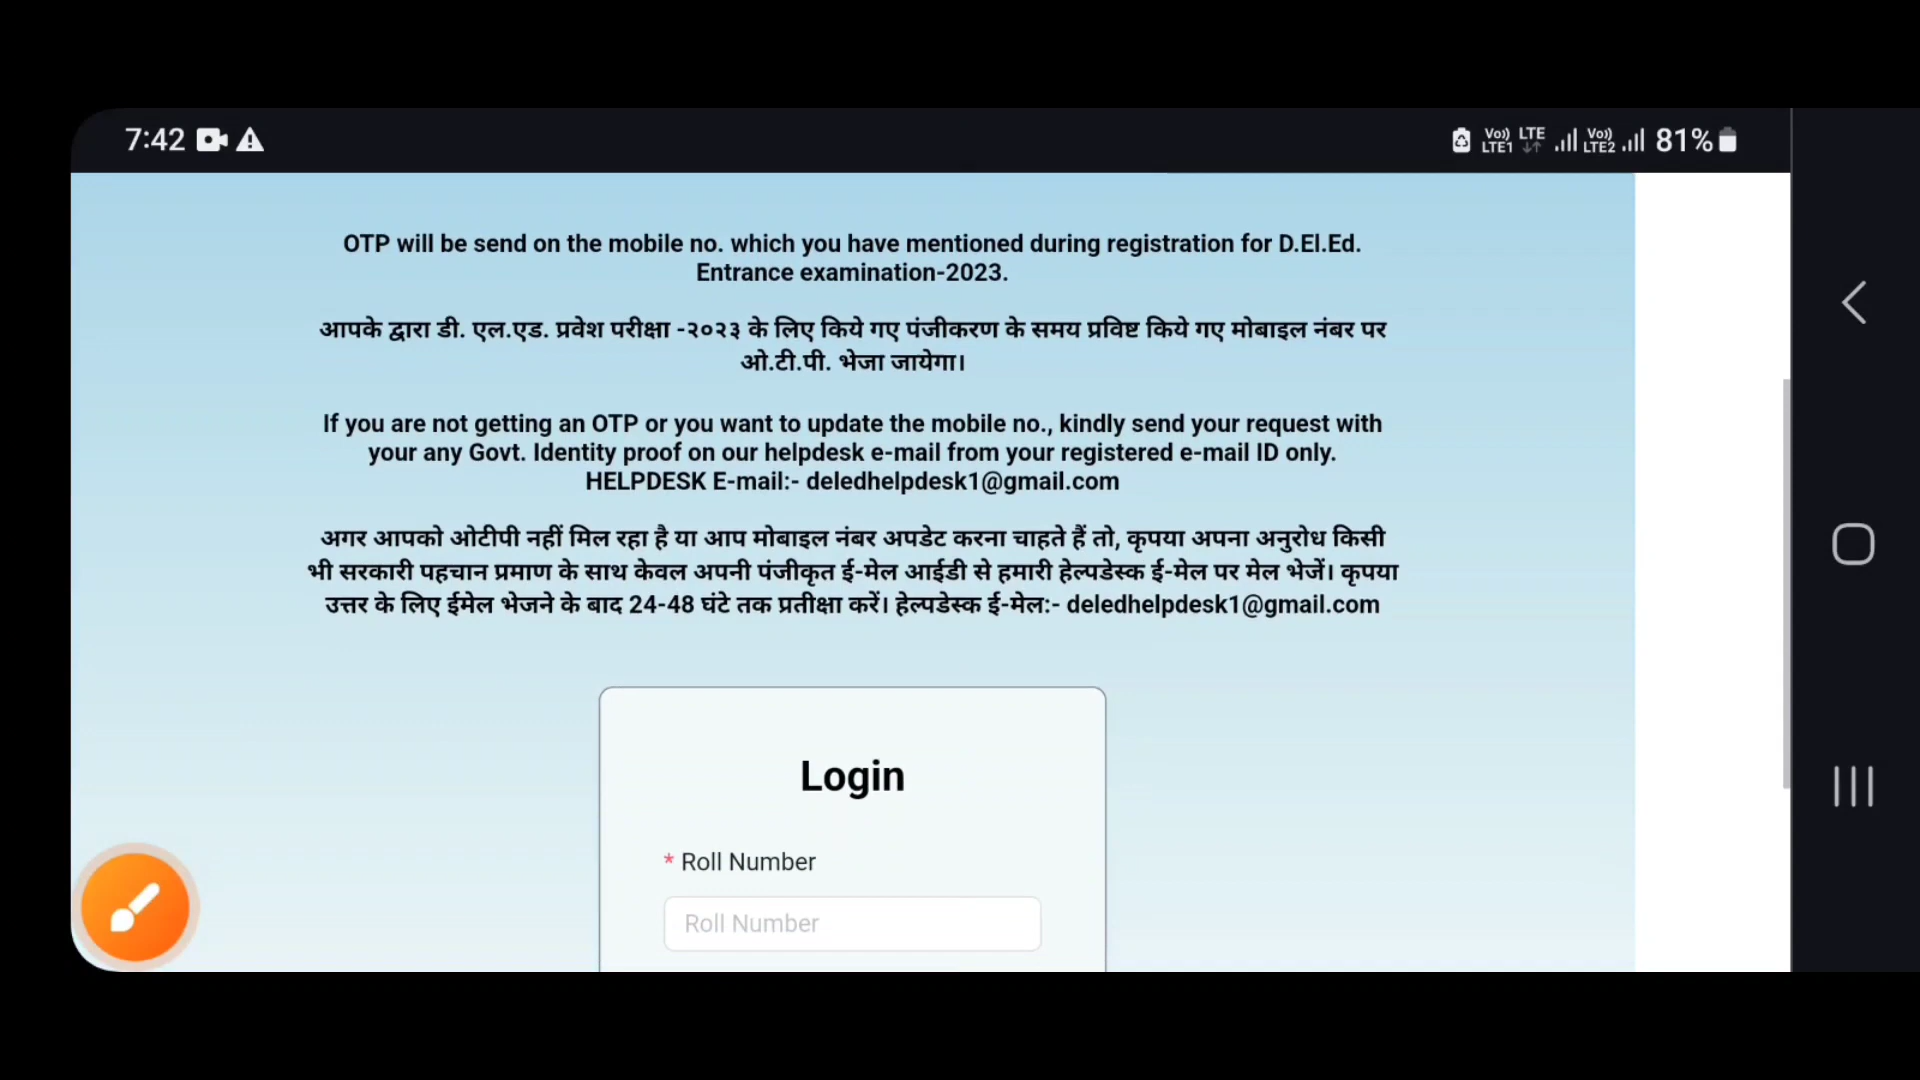 7:42
Vo)) LTE1 LTE Vo)) LTE2 81%
OTP will be send on the mobile no. which you have mentioned during registration for D.El.Ed.
Entrance examination-2023.
आपके द्वारा डी. एल.एड. प्रवेश परीक्षा -२०२३ के लिए किये गए पंजीकरण के समय प्रविष्ट किये गए मोबाइल नंबर पर
ओ.टी.पी. भेजा जायेगा।
If you are not getting an OTP or you want to update the mobile no., kindly send your request with
your any Govt. Identity proof on our helpdesk e-mail from your registered e-mail ID only.
HELPDESK E-mail:- deledhelpdesk1@gmail.com
अगर आपको ओटीपी नहीं मिल रहा है या आप मोबाइल नंबर अपडेट करना चाहते हैं तो, कृपया अपना अनुरोध किसी
भी सरकारी पहचान प्रमाण के साथ केवल अपनी पंजीकृत ई-मेल आईडी से हमारी हेल्पडेस्क ई-मेल पर मेल भेजें। कृपया
उत्तर के लिए ईमेल भेजने के बाद 24-48 घंटे तक प्रतीक्षा करें। हेल्पडेस्क ई-मेल:- deledhelpdesk1@gmail.com
Login
* Roll Number
Roll Number